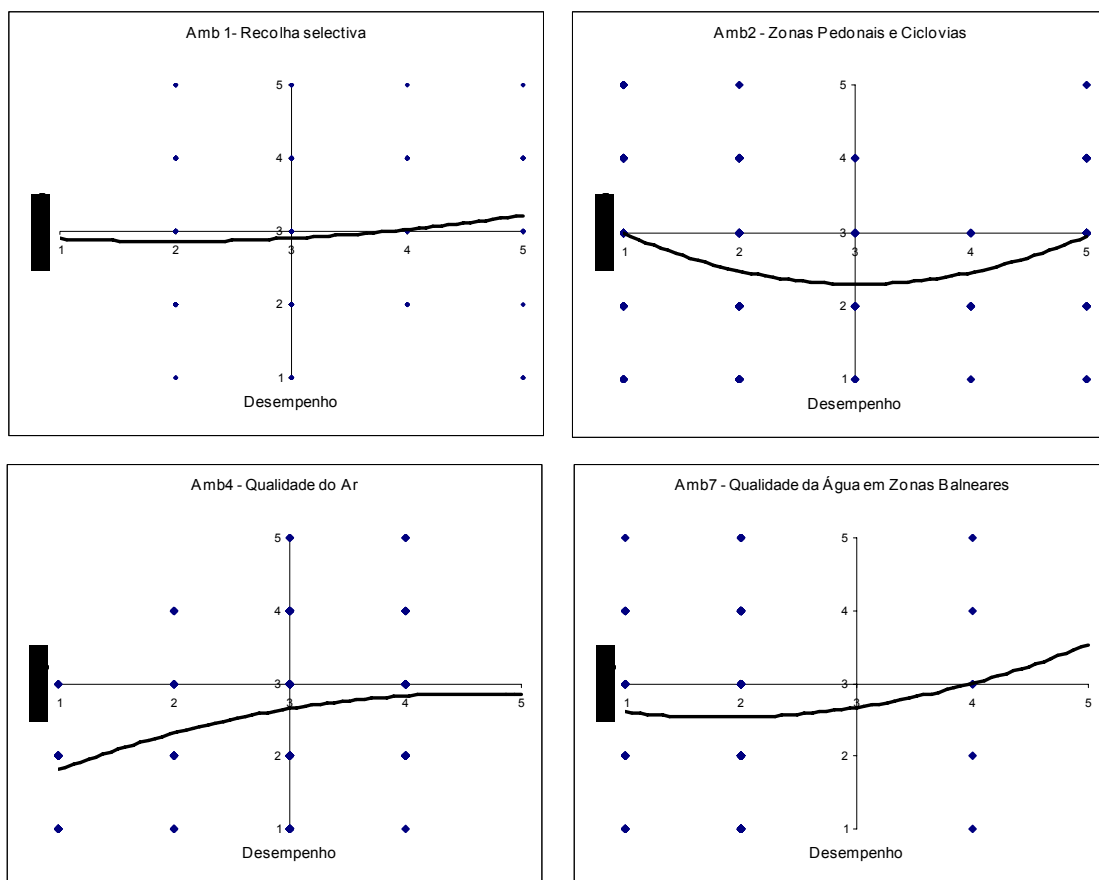 Amb 1- Recolha selectiva
5
4
3
1 2 3 4 5
2
1
Desempenho
Amb2 - Zonas Pedonais e Ciclovias
5
4
3
1 2 3 4 5
2
1
Desempenho
Amb4 - Qualidade do Ar
5
4
3
1 2 3 4 5
2
1
Desempenho
Amb7 - Qualidade da Água em Zonas Balneares
5
4
3
1 2 3 4 5
2
1
Desempenho